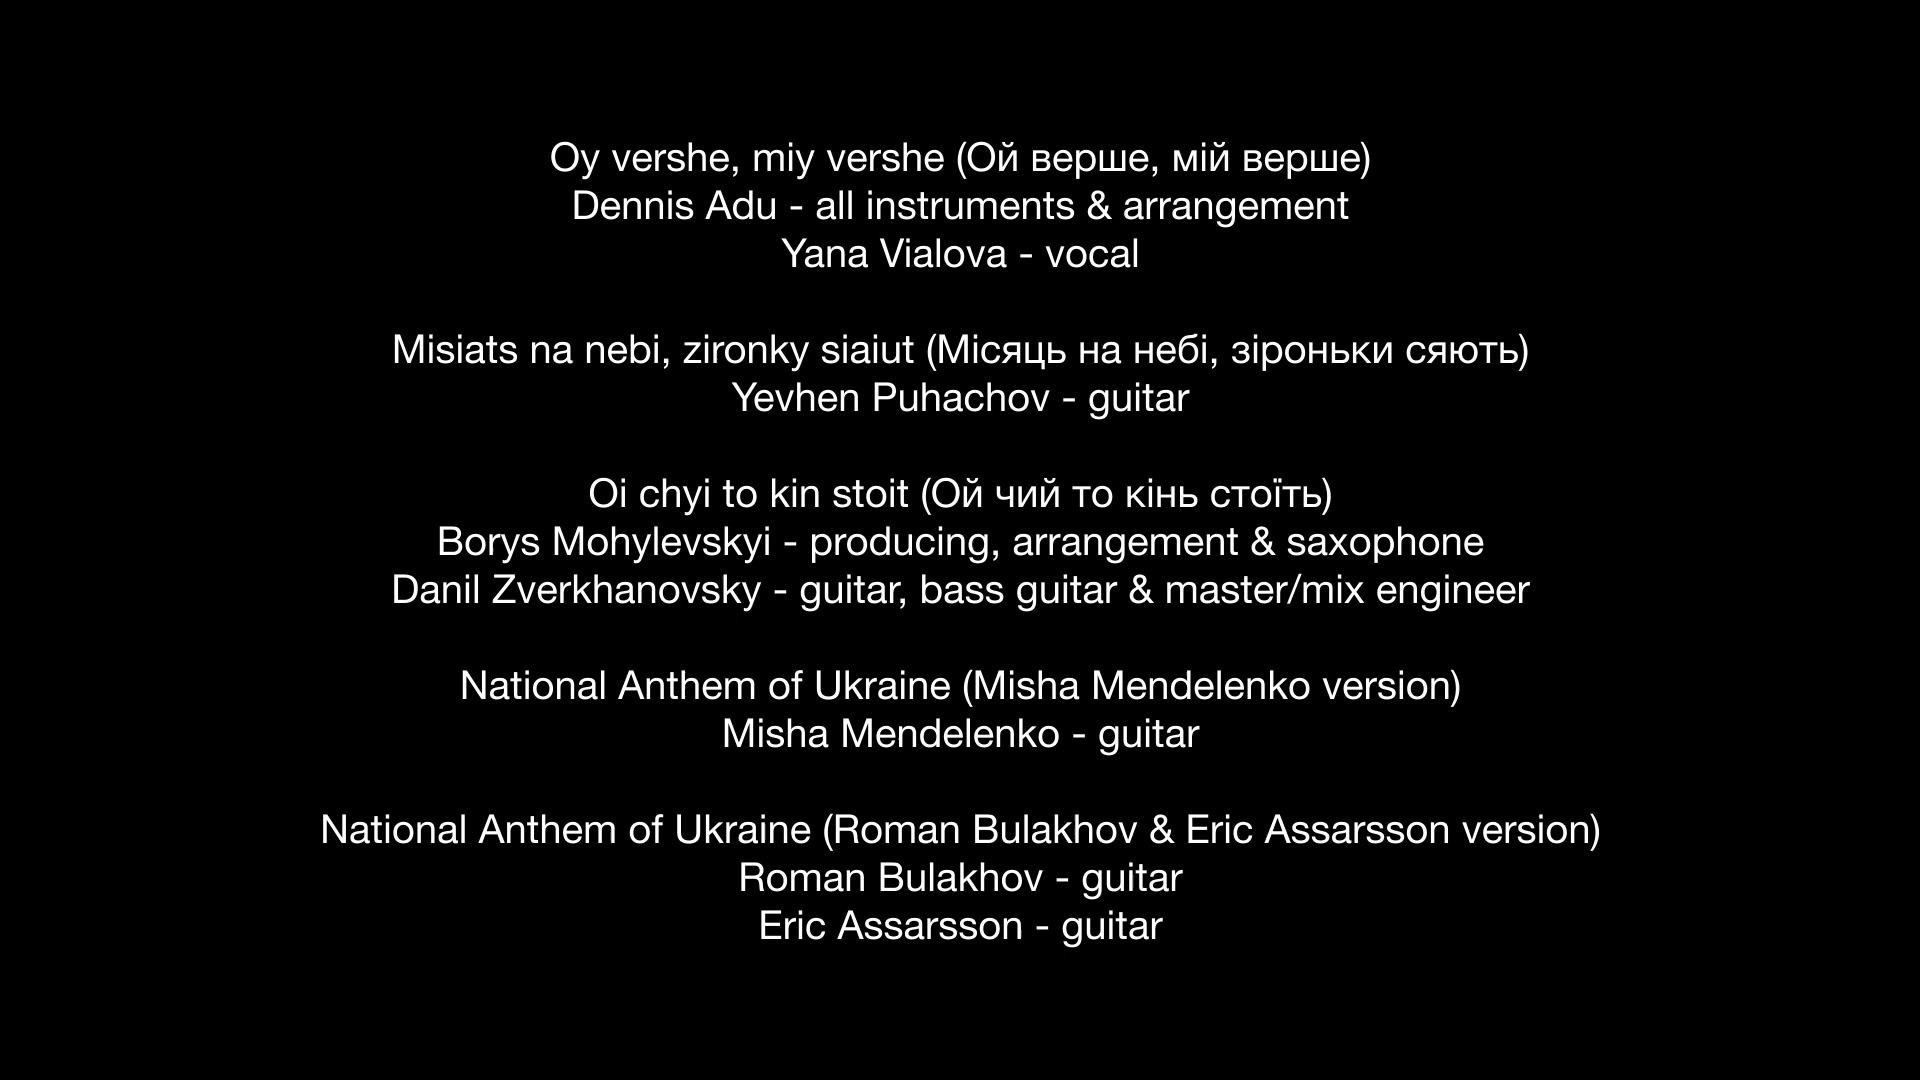 Oy vershe, miy vershe (Ой верше, мій верше)
Dennis Adu - all instruments & arrangement
Yana Vialova - vocal
Misiats na nebi, zironky siaiut (Місяць на небі, зіроньки сяють)
Yevhen Puhachov - guitar
Oi chyi to kin stoit (Ой чий то кінь стоїть)
Borys Mohylevskyi - producing, arrangement & saxophone
Danil Zverkhanovsky - guitar, bass guitar & master/mix engineer
National Anthem of Ukraine (Misha Mendelenko version)
Misha Mendelenko - guitar
National Anthem of Ukraine (Roman Bulakhov & Eric Assarsson version)
Roman Bulakhov - guitar
Eric Assarsson - guitar